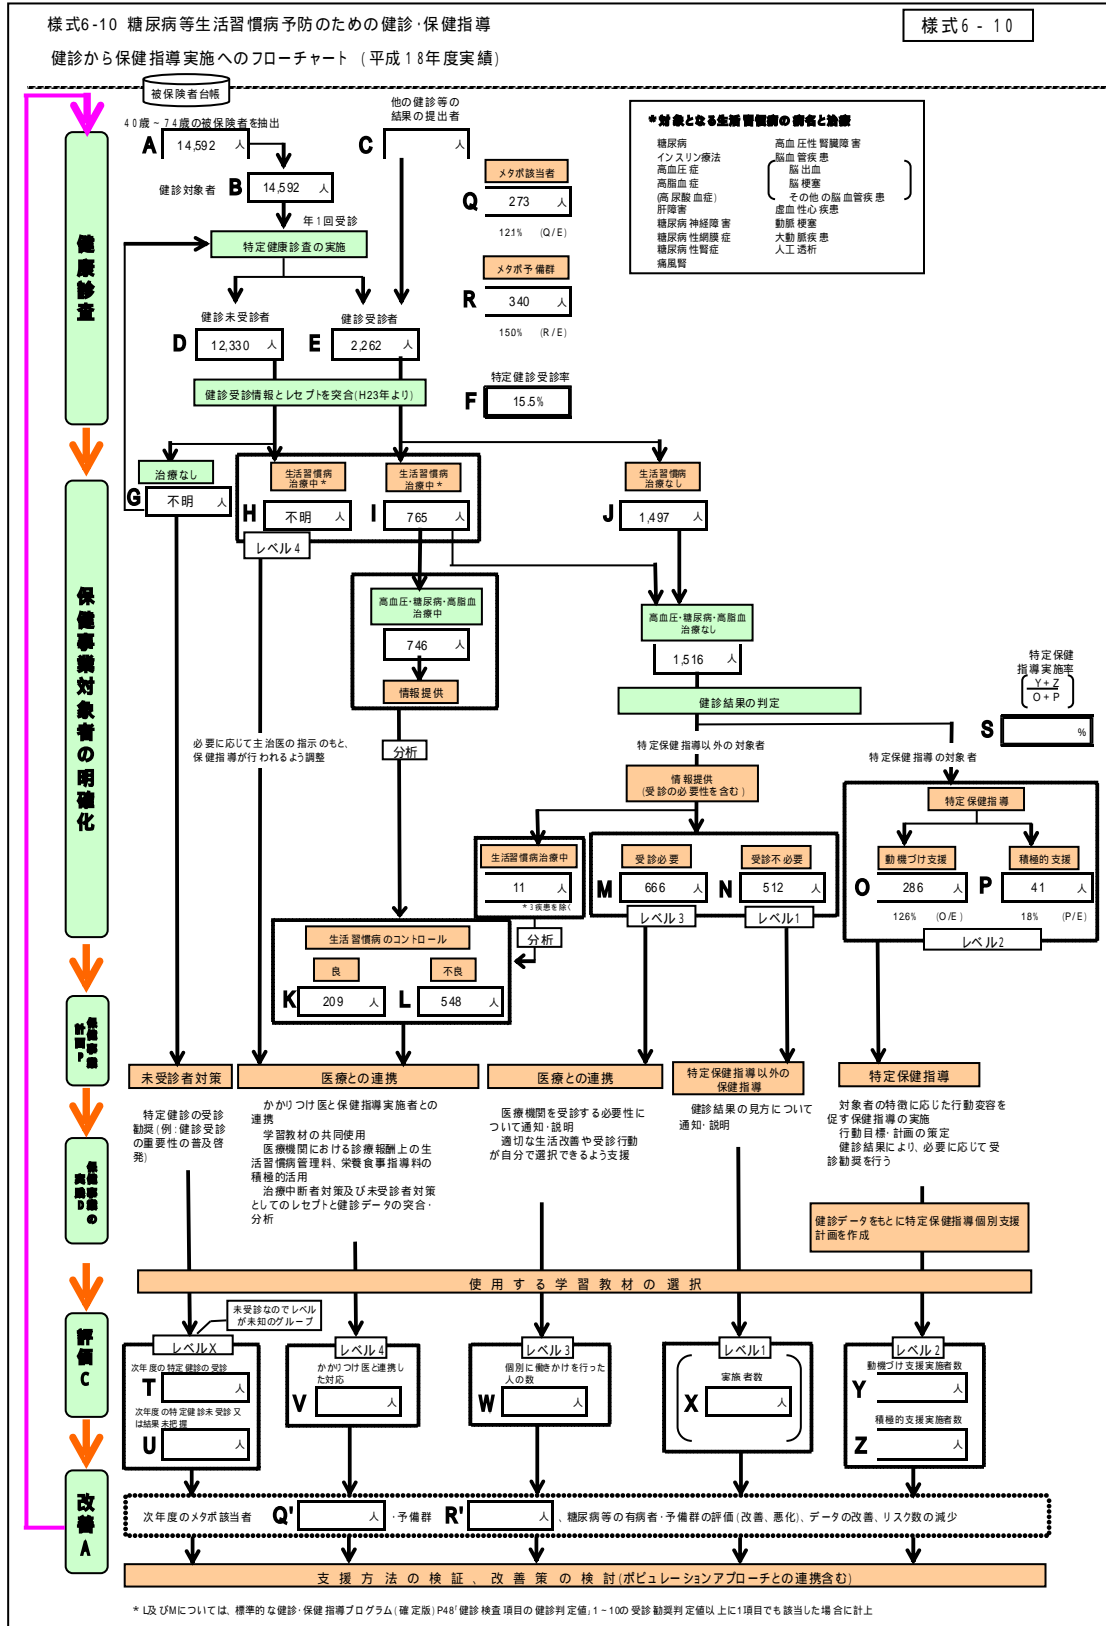 様式6-10 糖尿病等生活習慣病予防のための健診・保健指導
様式6 - 10
健診から保健指導実施へのフローチャート (平成18年度実績)
被保険者台帳
40歳～74歳の被保険者を抽出
他の健診等の
結果の提出者
A 14,592 人
C 人
健診対象者 B 14,592 人
年1回受診
特定健康診査の実施
メタボ該当者
Q 273 人
12.1% (Q/E)
メタボ予備群
R 340 人
15.0% (R/E)
*対象となる生活習慣病の病名と治療
糖尿病
インスリン療法
高血圧症
高脂血症
(高尿酸血症)
肝障害
糖尿病神経障害
糖尿病性網膜症
糖尿病性腎症
痛風腎
高血圧性腎臓障害
脳血管疾患
脳出血
脳梗塞
その他の脳血管疾患
虚血性心疾患
動脈梗塞
大動脈疾患
人工透析
健康診査
健診未受診者
D 12,330 人
健診受診者
E 2,262 人
特定健診受診率
F 15.5%
健診受診情報とレセプトを突合(H23年より)
治療なし
G 不明 人
生活習慣病
治療中*
H 不明 人
生活習慣病
治療中*
I 765 人
レベル4
生活習慣病
治療なし
J 1,497 人
保健事業対象者の明確化
高血圧・糖尿病・高脂血
治療中
746 人
情報提供
高血圧・糖尿病・高脂血
治療なし
1,516 人
健診結果の判定
特定保健
指導実施率
Y+Z
O+P
S %
必要に応じて主治医の指示のもと、
保健指導が行われるよう調整
分析
特定保健指導以外の対象者
特定保健指導の対象者
情報提供
(受診の必要性を含む)
特定保健指導
生活習慣病治療中
11 人
*3疾患を除く
受診必要
M 666 人
レベル3
受診不必要
N 512 人
レベル1
動機づけ支援
O 286 人
12.6% (O/E)
積極的支援
P 41 人
1.8% (P/E)
レベル2
分析
生活習慣病のコントロール
良
K 209 人
不良
L 548 人
保健事業
計画P
未受診者対策
医療との連携
医療との連携
特定保健指導以外の
保健指導
特定保健指導
特定健診の受診
勧奨(例:健診受診
の重要性の普及啓
発)
かかりつけ医と保健指導実施者との
連携
学習教材の共同使用
医療機関における診療報酬上の生
活習慣病管理料、栄養食事指導料の
積極的活用
治療中断者対策及び未受診者対策
としてのレセプトと健診データの突合・
分析
医療機関を受診する必要性に
ついて通知・説明
適切な生活改善や受診行動
が自分で選択できるよう支援
健診結果の見方について
通知・説明
対象者の特徴に応じた行動変容を
促す保健指導の実施
行動目標・計画の策定
健診結果により、必要に応じて受
診勧奨を行う
保健事業の
実践D
健診データをもとに特定保健指導個別支援
計画を作成
使用する学習教材の選択
未受診なのでレベル
が未知のグループ
評価C
レベルX
次年度の特定健診の受診
T 人
次年度の特定健診未受診又
は結果未把握
U 人
レベル4
かかりつけ医と連携し
た対応
V 人
レベル3
個別に働きかけを行った
人の数
W 人
レベル1
実施者数
X 人
レベル2
動機づけ支援実施者数
Y 人
積極的支援実施者数
Z 人
改善A
次年度のメタボ該当者 Q' 人 ・予備群 R' 人 、糖尿病等の有病者・予備群の評価(改善、悪化)、データの改善、リスク数の減少
支援方法の検証、改善策の検討(ポピュレーションアプローチとの連携含む)
*L及びMについては、標準的な健診・保健指導プログラム(確定版)P48「健診検査項目の健診判定値」1～10の受診勧奨判定値以上に1項目でも該当した場合に計上